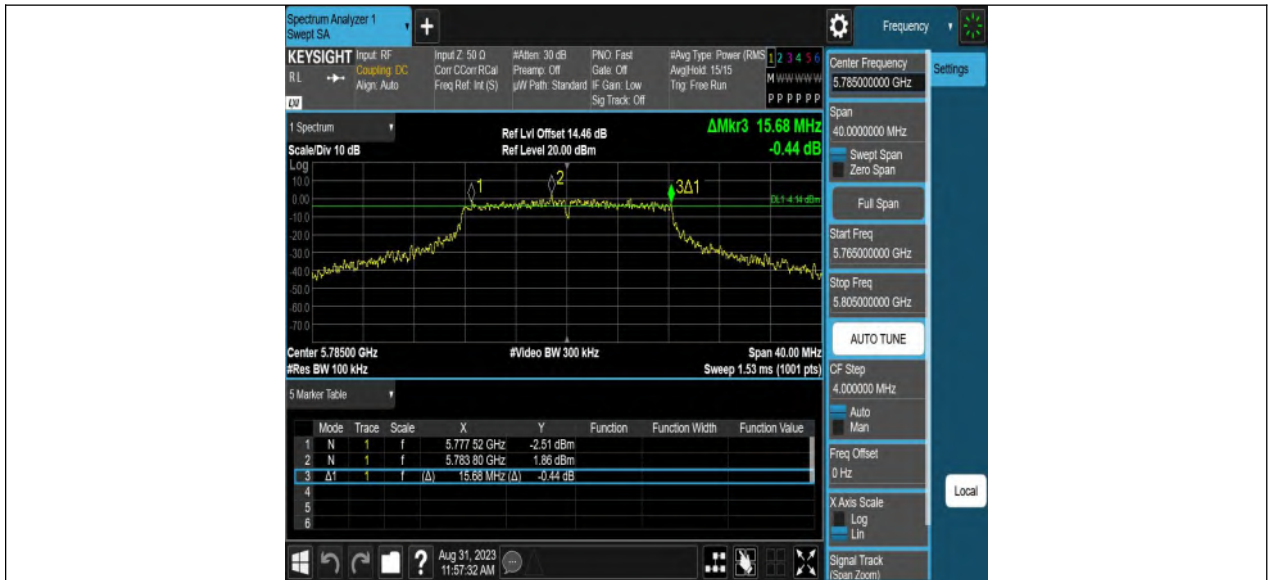 Spectrum Analyzer 1
Swept SA
+
Frequency
KEYSIGHT Input: RF Input Z: 50 Ω #Atten: 30 dB PNO: Fast #Avg Type: Power (RMS 1 2 3 4 5 6
RL Coupling: DC Corr CCorr RCal Preamp: Off Gate: Off Avg|Hold: 15/15 M W W W W W
Align: Auto Freq Ref: Int (S) µW Path: Standard IF Gain: Low Trig: Free Run
Sig Track: Off P P P P P P
LXI
Center Frequency
5.785000000 GHz
Settings
Span
40.0000000 MHz
Swept Span
Zero Span
Full Span
Start Freq
5.765000000 GHz
Stop Freq
5.805000000 GHz
AUTO TUNE
CF Step
4.000000 MHz
Auto
Man
Freq Offset
0 Hz
X Axis Scale
Log
Lin
Signal Track
(Span Zoom)
Local
1 Spectrum
Ref Lvl Offset 14.46 dB
ΔMkr3 15.68 MHz
Scale/Div 10 dB
Ref Level 20.00 dBm
-0.44 dB
Log
10.0
0.00
-10.0
-20.0
-30.0
-40.0
-50.0
-60.0
-70.0
1
2
3Δ1
DL1 -4.14 dBm
Center 5.78500 GHz #Video BW 300 kHz Span 40.00 MHz
#Res BW 100 kHz Sweep 1.53 ms (1001 pts)
5 Marker Table
Mode Trace Scale X Y Function Function Width Function Value
1 N 1 f 5.777 52 GHz -2.51 dBm
2 N 1 f 5.783 80 GHz 1.86 dBm
3 Δ1 1 f (Δ) 15.68 MHz (Δ) -0.44 dB
4
5
6
?
Aug 31, 2023
11:57:32 AM